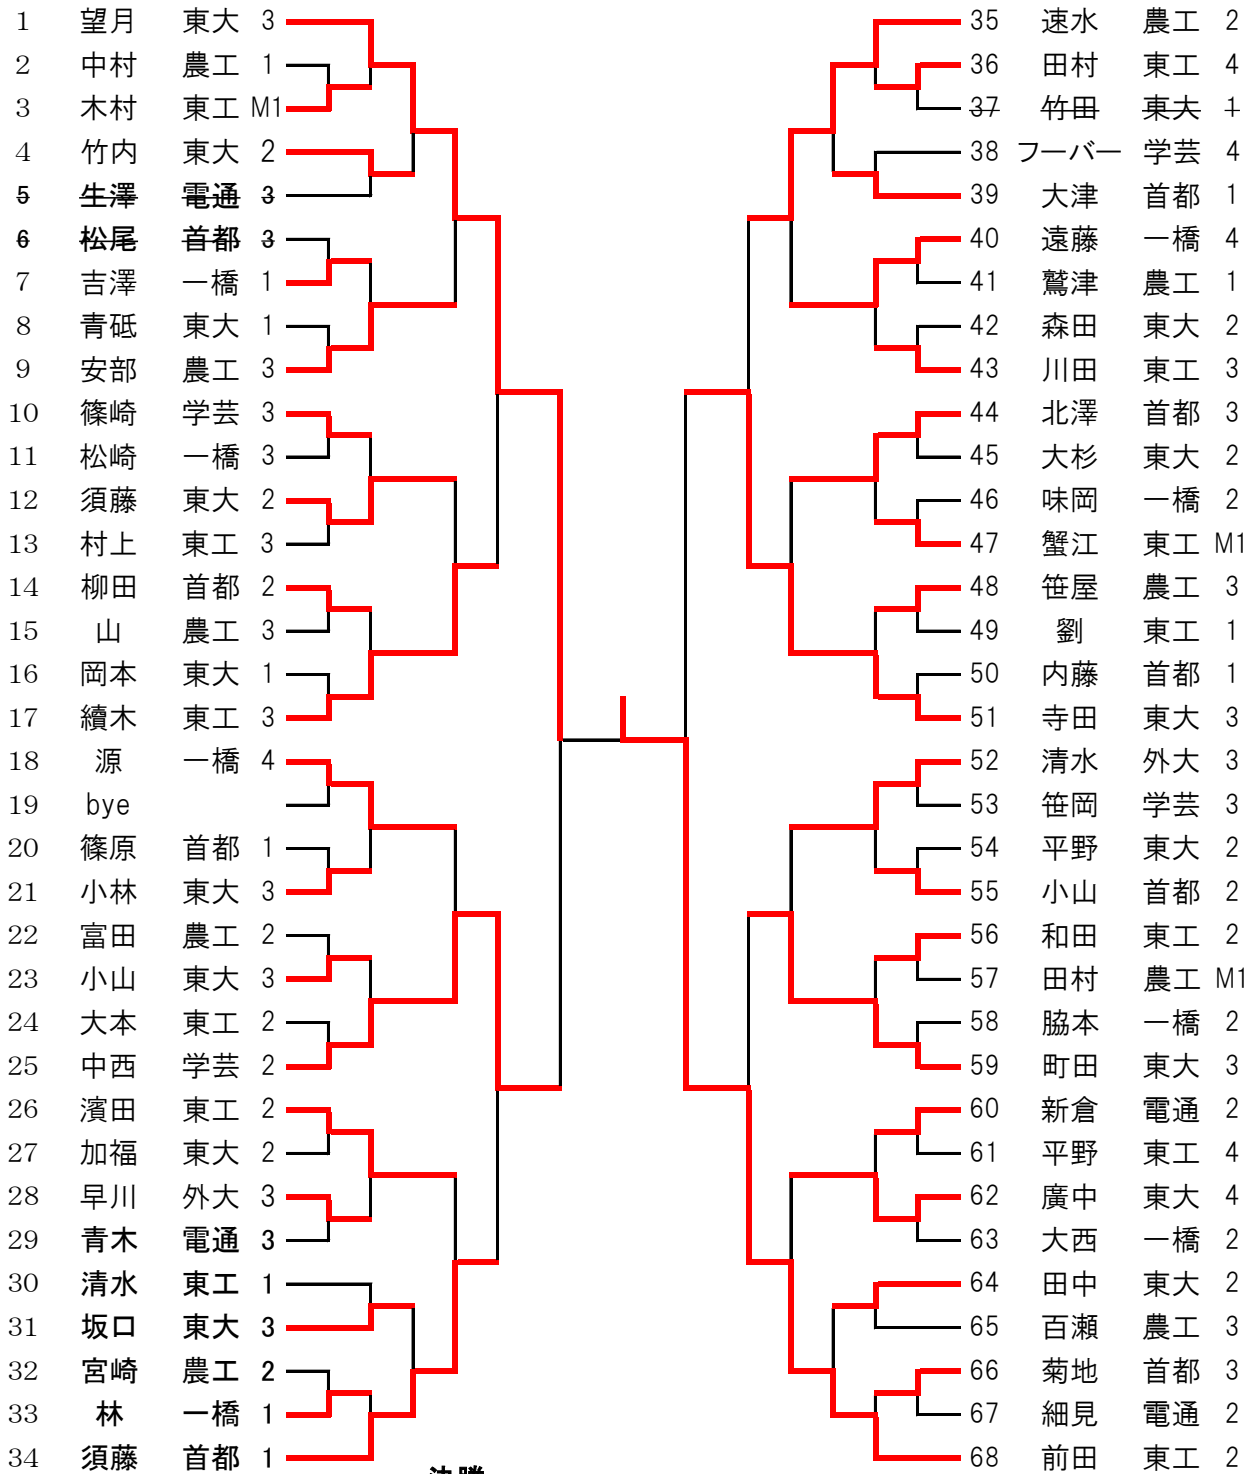 1 望月 東大 3
2 中村 農工 1
3 木村 東工 M1
4 竹内 東大 2
5 生澤 電通 3
6 松尾 首都 3
7 吉澤 一橋 1
8 青砥 東大 1
9 安部 農工 3
10 篠崎 学芸 3
11 松崎 一橋 3
12 須藤 東大 2
13 村上 東工 3
14 柳田 首都 2
15 山 農工 3
16 岡本 東大 1
17 續木 東工 3
18 源 一橋 4
19 bye
20 篠原 首都 1
21 小林 東大 3
22 富田 農工 2
23 小山 東大 3
24 大本 東工 2
25 中西 学芸 2
26 濱田 東工 2
27 加福 東大 2
28 早川 外大 3
29 青木 電通 3
30 清水 東工 1
31 坂口 東大 3
32 宮崎 農工 2
33 林 一橋 1
34 須藤 首都 1
35 速水 農工 2
36 田村 東工 4
37 竹田 東大 1
38 フーバー 学芸 4
39 大津 首都 1
40 遠藤 一橋 4
41 鷲津 農工 1
42 森田 東大 2
43 川田 東工 3
44 北澤 首都 3
45 大杉 東大 2
46 味岡 一橋 2
47 蟹江 東工 M1
48 笹屋 農工 3
49 劉 東工 1
50 内藤 首都 1
51 寺田 東大 3
52 清水 外大 3
53 笹岡 学芸 3
54 平野 東大 2
55 小山 首都 2
56 和田 東工 2
57 田村 農工 M1
58 脇本 一橋 2
59 町田 東大 3
60 新倉 電通 2
61 平野 東工 4
62 廣中 東大 4
63 大西 一橋 2
64 田中 東大 2
65 百瀬 農工 3
66 菊地 首都 3
67 細見 電通 2
68 前田 東工 2
決勝